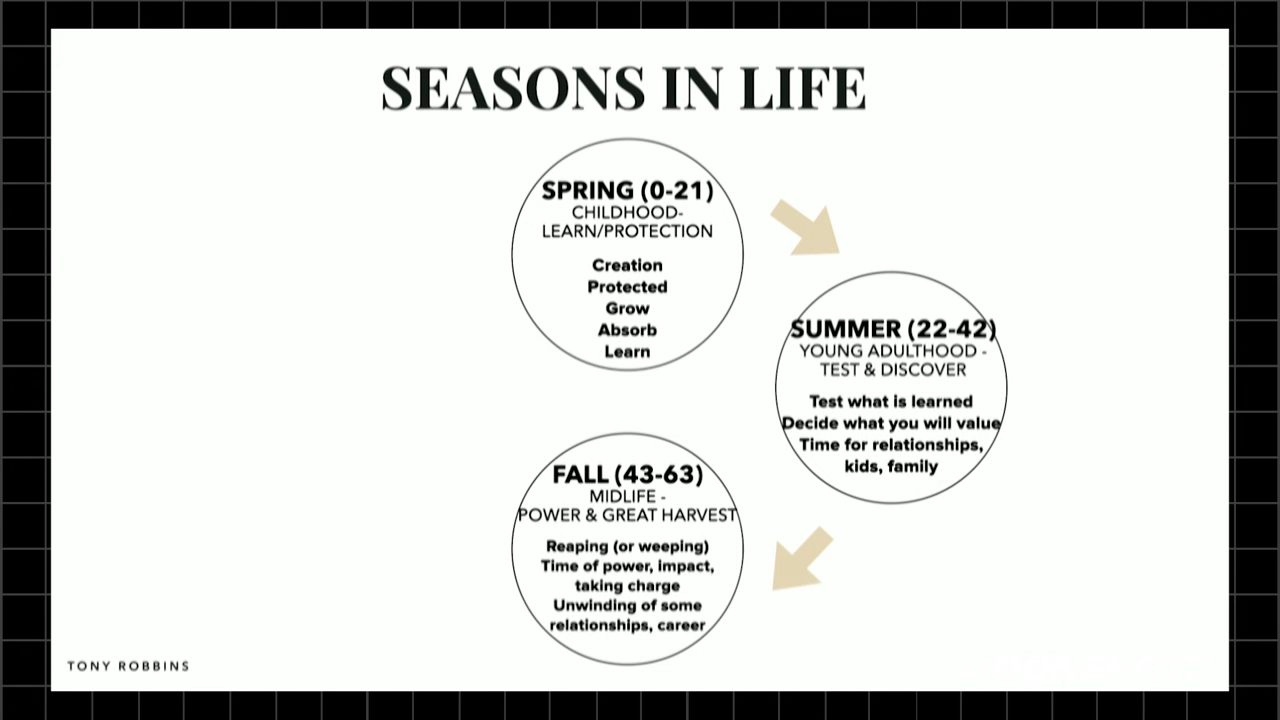 SEASONS IN LIFE
SPRING (0-21)
CHILDHOOD-
LEARN/PROTECTION
Creation
Protected
Grow
Absorb
Learn
SUMMER (22-42)
YOUNG ADULTHOOD -
TEST & DISCOVER
Test what is learned
Decide what you will value
Time for relationships,
kids, family
FALL (43-63)
MIDLIFE -
POWER & GREAT HARVEST
Reaping (or weeping)
Time of power, impact,
taking charge
Unwinding of some
relationships, career
TONY ROBBINS